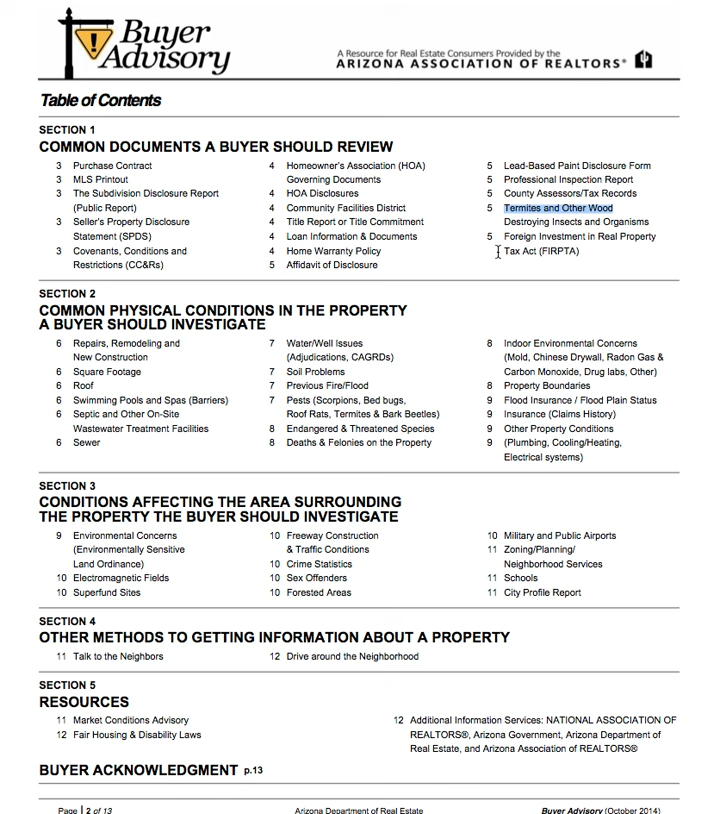 Buyer
Advisory
A Resource for Real Estate Consumers Provided by the
ARIZONA ASSOCIATION OF REALTORS®
Table of Contents
SECTION 1
COMMON DOCUMENTS A BUYER SHOULD REVIEW
3 Purchase Contract
3 MLS Printout
3 The Subdivision Disclosure Report
(Public Report)
3 Seller's Property Disclosure
Statement (SPDS)
3 Covenants, Conditions and
Restrictions (CC&Rs)
4 Homeowner's Association (HOA)
Governing Documents
4 HOA Disclosures
4 Community Facilities District
4 Title Report or Title Commitment
4 Loan Information & Documents
4 Home Warranty Policy
5 Affidavit of Disclosure
5 Lead-Based Paint Disclosure Form
5 Professional Inspection Report
5 County Assessors/Tax Records
5 Termites and Other Wood
Destroying Insects and Organisms
5 Foreign Investment in Real Property
Tax Act (FIRPTA)
SECTION 2
COMMON PHYSICAL CONDITIONS IN THE PROPERTY
A BUYER SHOULD INVESTIGATE
6 Repairs, Remodeling and
New Construction
6 Square Footage
6 Roof
6 Swimming Pools and Spas (Barriers)
6 Septic and Other On-Site
Wastewater Treatment Facilities
6 Sewer
7 Water/Well Issues
(Adjudications, CAGRDs)
7 Soil Problems
7 Previous Fire/Flood
7 Pests (Scorpions, Bed bugs,
Roof Rats, Termites & Bark Beetles)
8 Endangered & Threatened Species
8 Deaths & Felonies on the Property
8 Indoor Environmental Concerns
(Mold, Chinese Drywall, Radon Gas &
Carbon Monoxide, Drug labs, Other)
8 Property Boundaries
9 Flood Insurance / Flood Plain Status
9 Insurance (Claims History)
9 Other Property Conditions
9 (Plumbing, Cooling/Heating,
Electrical systems)
SECTION 3
CONDITIONS AFFECTING THE AREA SURROUNDING
THE PROPERTY THE BUYER SHOULD INVESTIGATE
9 Environmental Concerns
(Environmentally Sensitive
Land Ordinance)
10 Electromagnetic Fields
10 Superfund Sites
10 Freeway Construction
& Traffic Conditions
10 Crime Statistics
10 Sex Offenders
10 Forested Areas
10 Military and Public Airports
11 Zoning/Planning/
Neighborhood Services
11 Schools
11 City Profile Report
SECTION 4
OTHER METHODS TO GETTING INFORMATION ABOUT A PROPERTY
11 Talk to the Neighbors
12 Drive around the Neighborhood
SECTION 5
RESOURCES
11 Market Conditions Advisory
12 Fair Housing & Disability Laws
12 Additional Information Services: NATIONAL ASSOCIATION OF
REALTORS®, Arizona Government, Arizona Department of
Real Estate, and Arizona Association of REALTORS®
BUYER ACKNOWLEDGMENT p.13
Page | 2 of 13
Arizona Department of Real Estate
Buyer Advisory (October 2014)